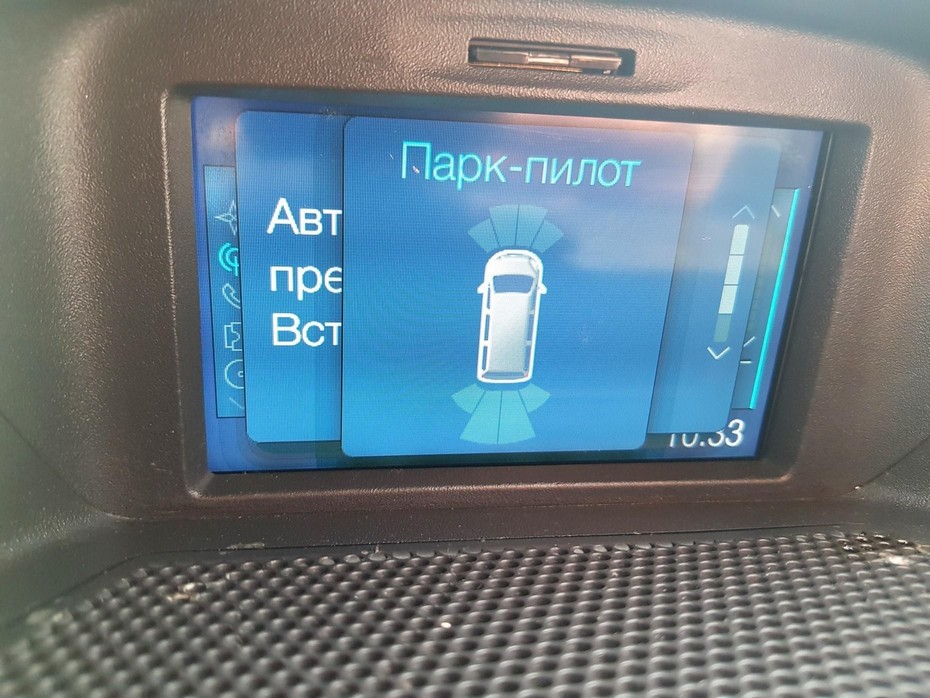 Парк-пилот
Авт
пре
Вст
10:33